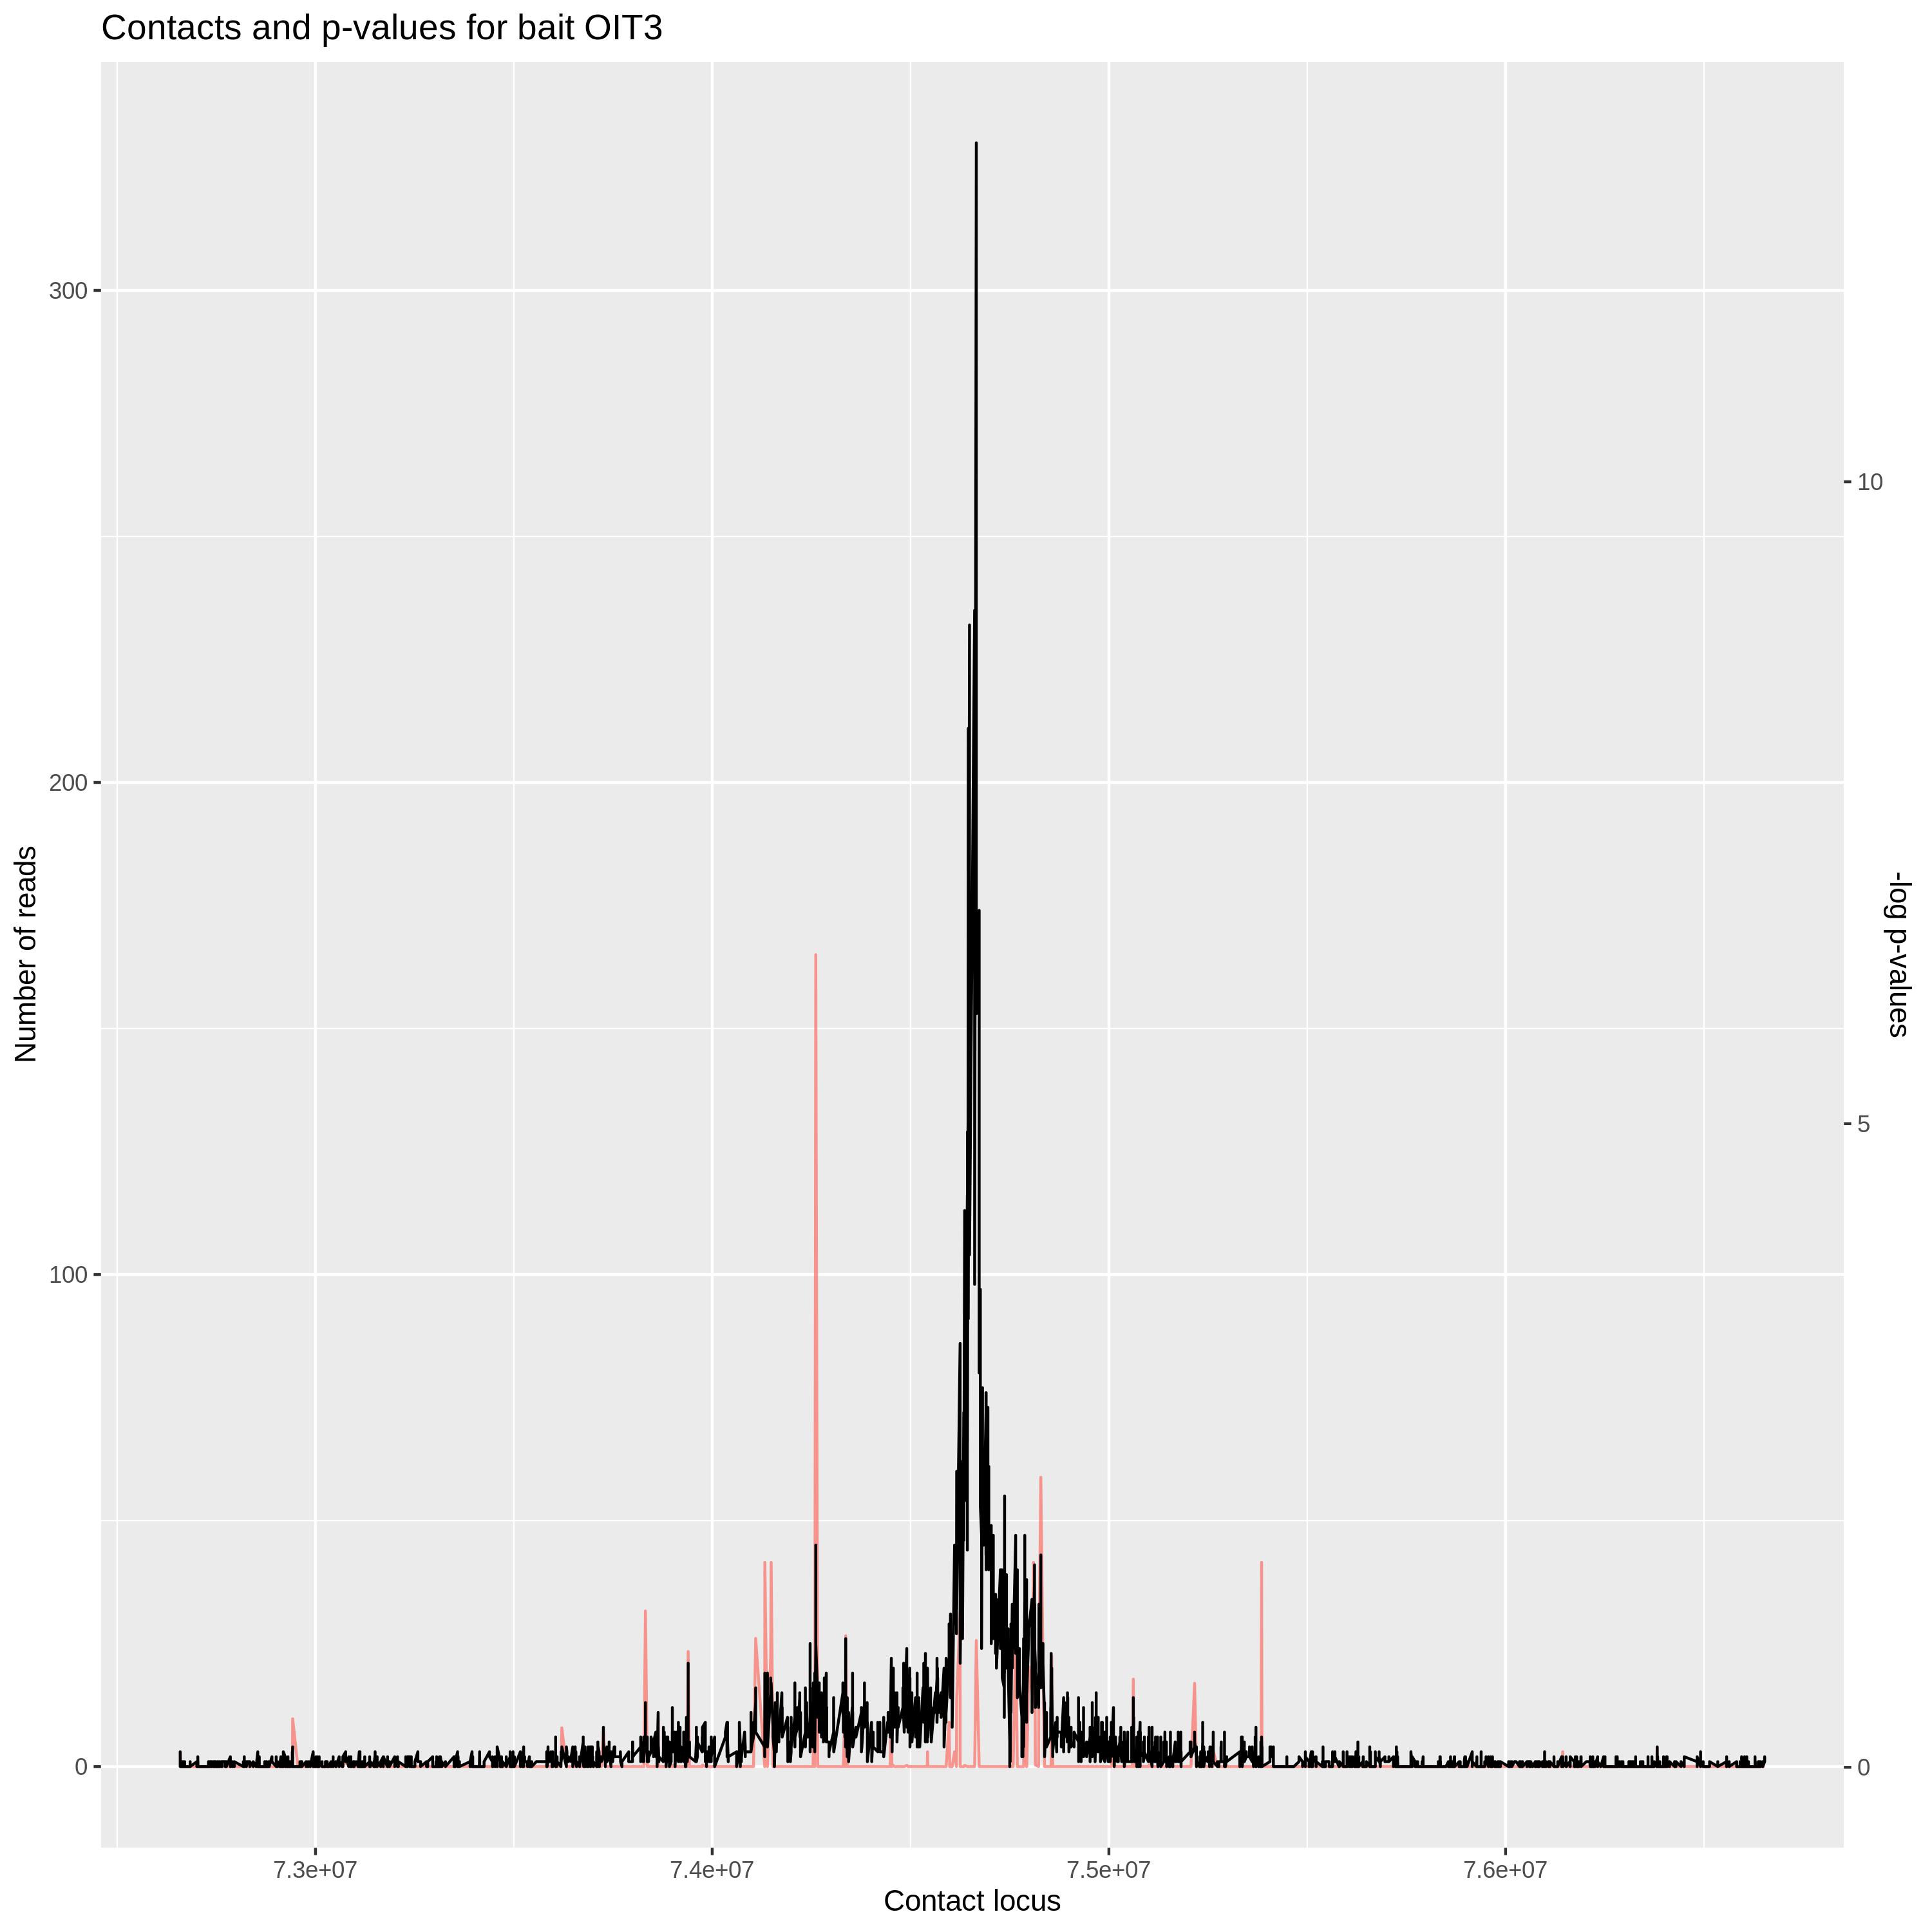 Contacts and p-values for bait OIT3
300
200
100
0
Number of reads
10
5
0
-log p-values
7.3e+07 7.4e+07 7.5e+07 7.6e+07
Contact locus